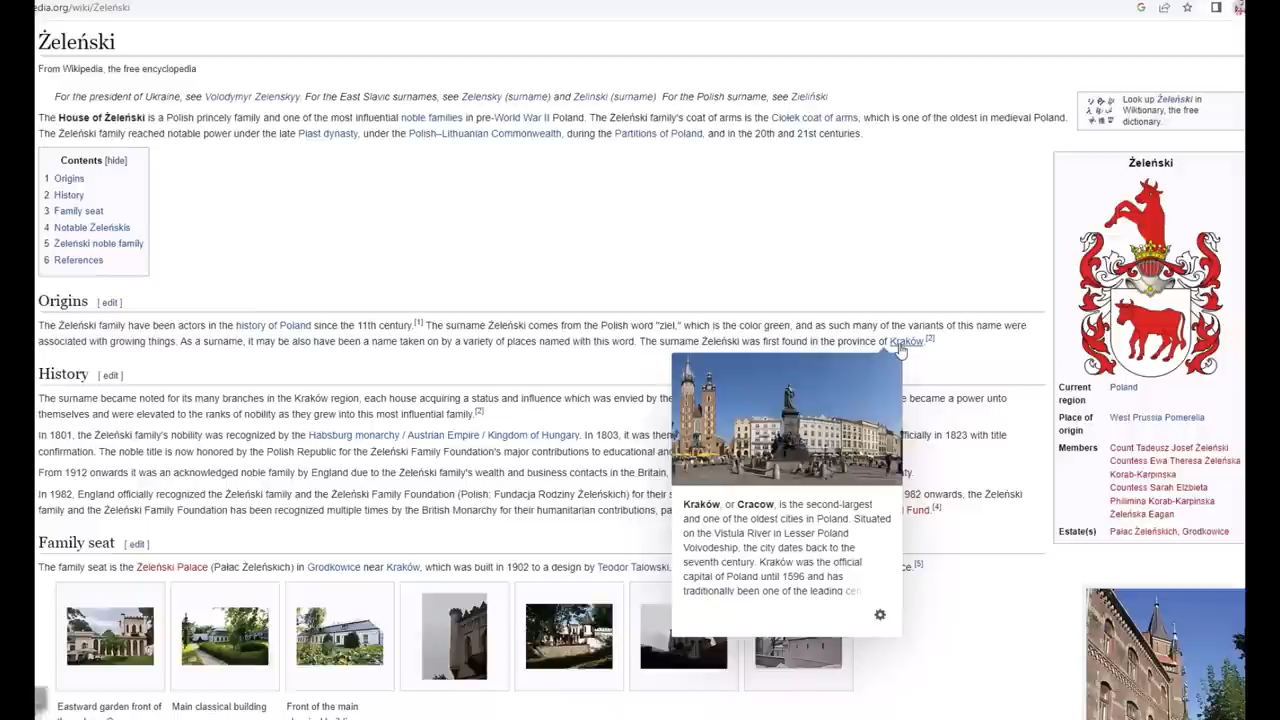 edia.org/wiki/Żeleński
Żeleński
From Wikipedia, the free encyclopedia
For the president of Ukraine, see Volodymyr Zelenskyy. For the East Slavic surnames, see Zelensky (surname) and Zelinski (surname) For the Polish surname, see Zieliński
The House of Żeleński is a Polish princely family and one of the most influential noble families in pre-World War II Poland. The Żeleński family's coat of arms is the Ciołek coat of arms, which is one of the oldest in medieval Poland.
The Żeleński family reached notable power under the late Piast dynasty, under the Polish–Lithuanian Commonwealth, during the Partitions of Poland, and in the 20th and 21st centuries.
Look up Żeleński in
Wiktionary, the free
dictionary.
Contents [hide]
1 Origins
2 History
3 Family seat
4 Notable Żeleńskis
5 Żeleński noble family
6 References
Origins [ edit ]
The Żeleński family have been actors in the history of Poland since the 11th century.[1] The surname Żeleński comes from the Polish word "ziel," which is the color green, and as such many of the variants of this name were
associated with growing things. As a surname, it may be also have been a name taken on by a variety of places named with this word. The surname Żeleński was first found in the province of Kraków.[2]
History [ edit ]
The surname became noted for its many branches in the Kraków region, each house acquiring a status and influence which was envied by the
e became a power unto
themselves and were elevated to the ranks of nobility as they grew into this most influential family.[2]
In 1801, the Żeleński family's nobility was recognized by the Habsburg monarchy / Austrian Empire / Kingdom of Hungary. In 1803, it was then
fficially in 1823 with title
confirmation. The noble title is now honored by the Polish Republic for the Żeleński Family Foundation's major contributions to educational and
From 1912 onwards it was an acknowledged noble family by England due to the Żeleński family's wealth and business contacts in the Britain,
ty.
In 1982, England officially recognized the Żeleński family and the Żeleński Family Foundation (Polish: Fundacja Rodziny Żeleńskich) for their s
982 onwards, the Żeleński
family and the Żeleński Family Foundation has been recognized multiple times by the British Monarchy for their humanitarian contributions, pa
Fund.[4]
Family seat [ edit ]
The family seat is the Żeleński Palace (Pałac Żeleńskich) in Grodkowice near Kraków, which was built in 1902 to a design by Teodor Talowski,
ce.[5]
Kraków, or Cracow, is the second-largest
and one of the oldest cities in Poland. Situated
on the Vistula River in Lesser Poland
Voivodeship, the city dates back to the
seventh century. Kraków was the official
capital of Poland until 1596 and has
traditionally been one of the leading cen
Eastward garden front of
Main classical building
Front of the main
Żeleński
Current region
Poland
Place of origin
West Prussia Pomerelia
Members
Count Tadeusz Josef Żeleński
Countess Ewa Theresa Żeleńska
Korab-Karpinska
Countess Sarah Elzbieta
Philimina Korab-Karpinska
Żeleńska Eagan
Estate(s)
Pałac Żeleńskich, Grodkowice